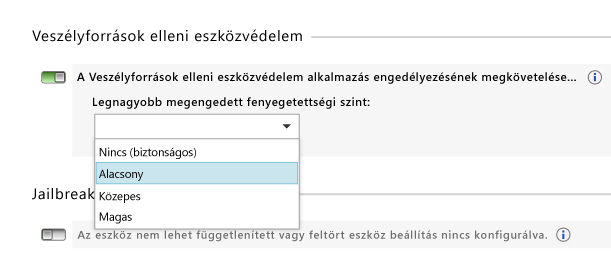 Veszélyforrások elleni eszközvédelem
A Veszélyforrások elleni eszközvédelem alkalmazás engedélyezésének megkövetelése...
Legnagyobb megengedett fenyegetettségi szint:
Nincs (biztonságos)
Alacsony
Közepes
Magas
Jailbreak
Az eszköz nem lehet függetlenített vagy feltört eszköz beállítás nincs konfigurálva.